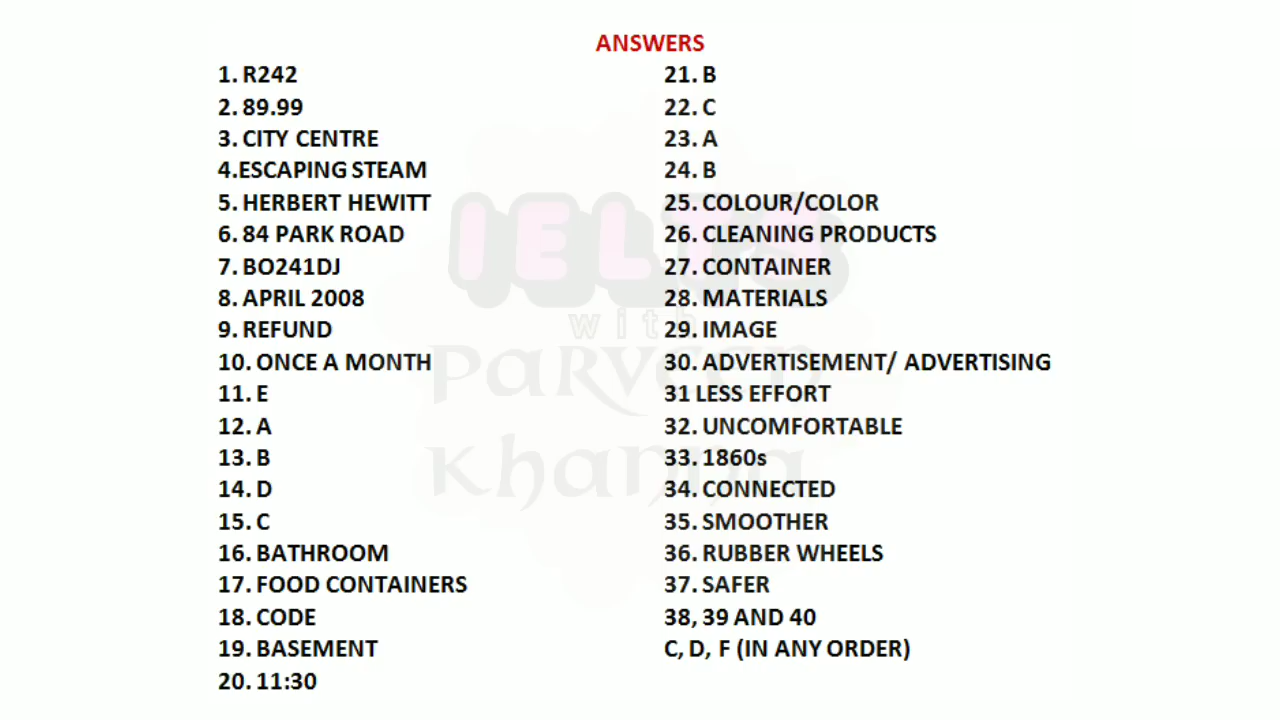 ANSWERS
1. R242
2. 89.99
3. CITY CENTRE
4.ESCAPING STEAM
5. HERBERT HEWITT
6. 84 PARK ROAD
7. BO241DJ
8. APRIL 2008
9. REFUND
10. ONCE A MONTH
11. E
12. A
13. B
14. D
15. C
16. BATHROOM
17. FOOD CONTAINERS
18. CODE
19. BASEMENT
20. 11:30
21. B
22. C
23. A
24. B
25. COLOUR/COLOR
26. CLEANING PRODUCTS
27. CONTAINER
28. MATERIALS
29. IMAGE
30. ADVERTISEMENT/ ADVERTISING
31 LESS EFFORT
32. UNCOMFORTABLE
33. 1860s
34. CONNECTED
35. SMOOTHER
36. RUBBER WHEELS
37. SAFER
38, 39 AND 40
C, D, F (IN ANY ORDER)
IELTS
with
Parveen
Khanna